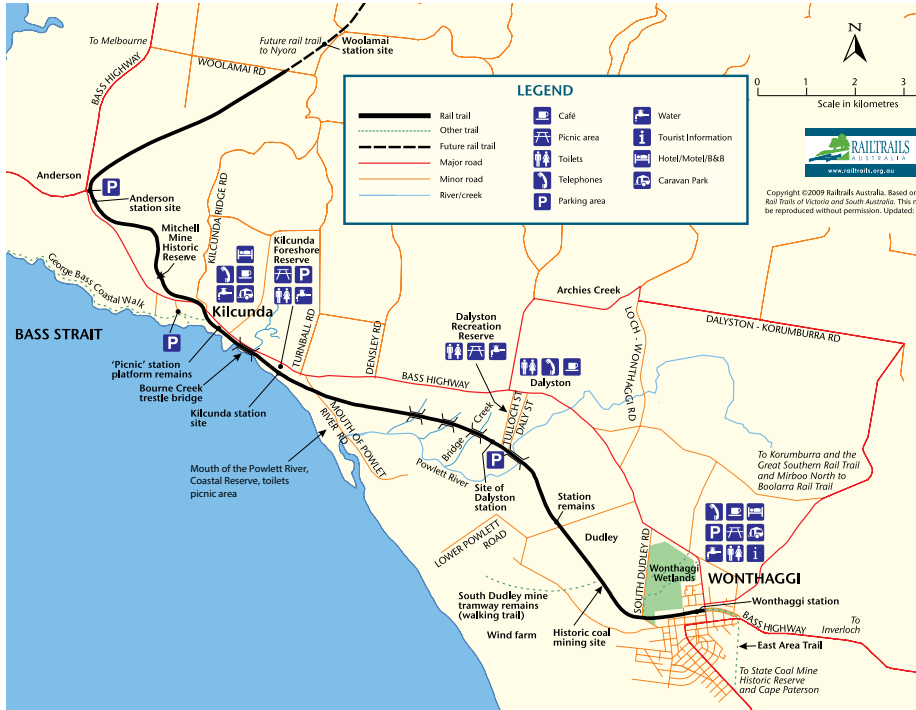 To Melbourne
Future rail trail
to Nyora
Woolamai
station site
WOOLAMAI RD
BASS HIGHWAY
N
0 1 2 3
Scale in kilometres
LEGEND
Rail trail
Other trail
Future rail trail
Major road
Minor road
River/creek
Café
Picnic area
Toilets
Telephones
P Parking area
Water
i Tourist Information
Hotel/Motel/B&B
Caravan Park
RAILTRAILS
AUSTRALIA
www.railtrails.org.au
Copyright ©2009 Railtrails Australia. Based on
Rail Trails of Victoria and South Australia. This
be reproduced without permission. Updated:
Anderson
P
Anderson
station site
Mitchell
Mine
Historic
Reserve
KILCUNDA RIDGE RD
Kilcunda
Foreshore
Reserve
P
George Bass Coastal Walk
Kilcunda
BASS STRAIT
P
'Picnic' station
platform remains
Bourne Creek
trestle bridge
Kilcunda station
site
TURNBALL RD
DENSLEY RD
BASS HIGHWAY
Archies Creek
Dalyston
Recreation
Reserve
Dalyston
LOCH - WONTHAGGI RD
DALYSTON - KORUMBURRA RD
MOUTH OF POWLET
RIVER RD
Mouth of the Powlett River,
Coastal Reserve, toilets
picnic area
Bridge Creek
Powlett River
TULLOCH ST
DALY ST
P
Site of
Dalyston
station
Station
remains
Dudley
LOWER POWLETT
ROAD
To Korumburra and the
Great Southern Rail Trail
and Mirboo North to
Boolarra Rail Trail
P
i
SOUTH DUDLEY RD
Wonthaggi
Wetlands
WONTHAGGI
Wonthaggi station
South Dudley mine
tramway remains
(walking trail)
Wind farm
Historic coal
mining site
BASS HIGHWAY
To
Inverloch
East Area Trail
To State Coal Mine
Historic Reserve
and Cape Paterson